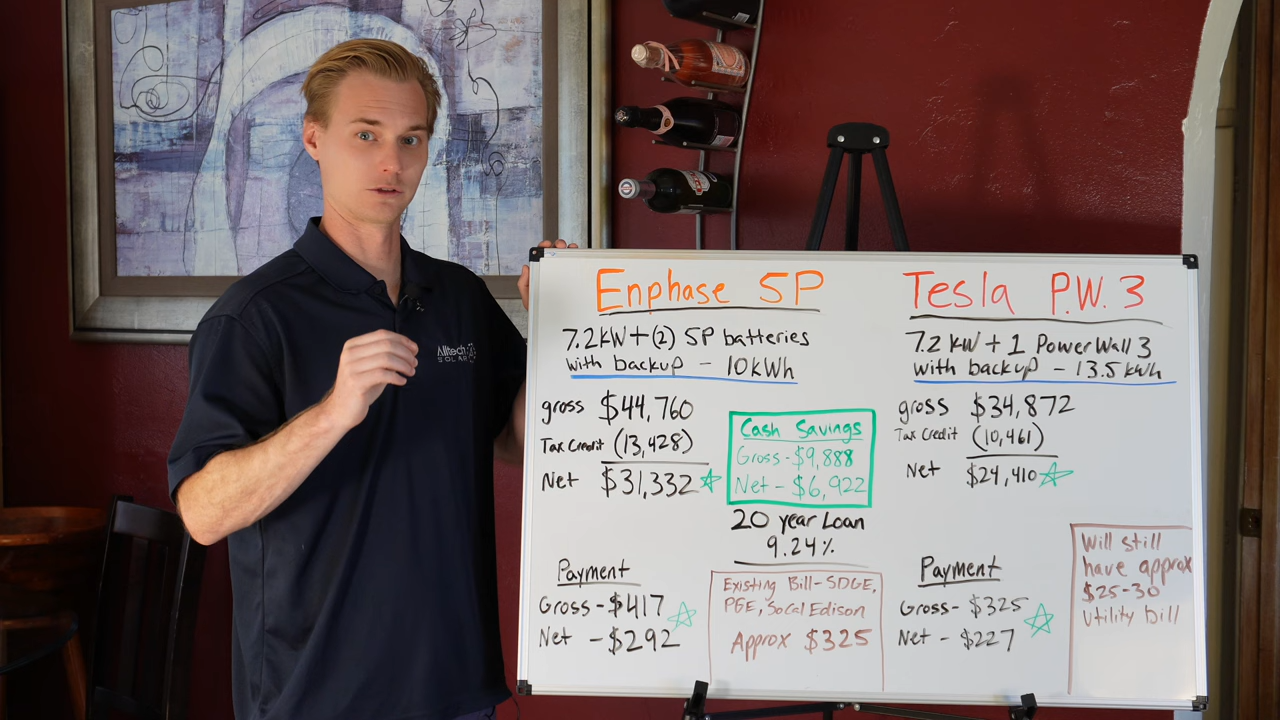 Alltech
SOLAR
Enphase 5P
7.2kW+(2) 5P batteries
with backup – 10kWh
gross $44,760
Tax Credit (13,428)
Net $31,332
Cash Savings
Gross-$9,888
Net-$6,922
20 year Loan
9.24%
Payment
Gross-$417
Net -$292
Existing Bill-SDGE,
PGE, SoCal Edison
Approx $325
Tesla P.W. 3
7.2 kW + 1 PowerWall 3
with backup – 13.5 kWh
gross $34,872
Tax Credit (10,461)
Net $24,410
Payment
Gross- $325
Net - $227
Will still
have approx
$25-30
utility bill